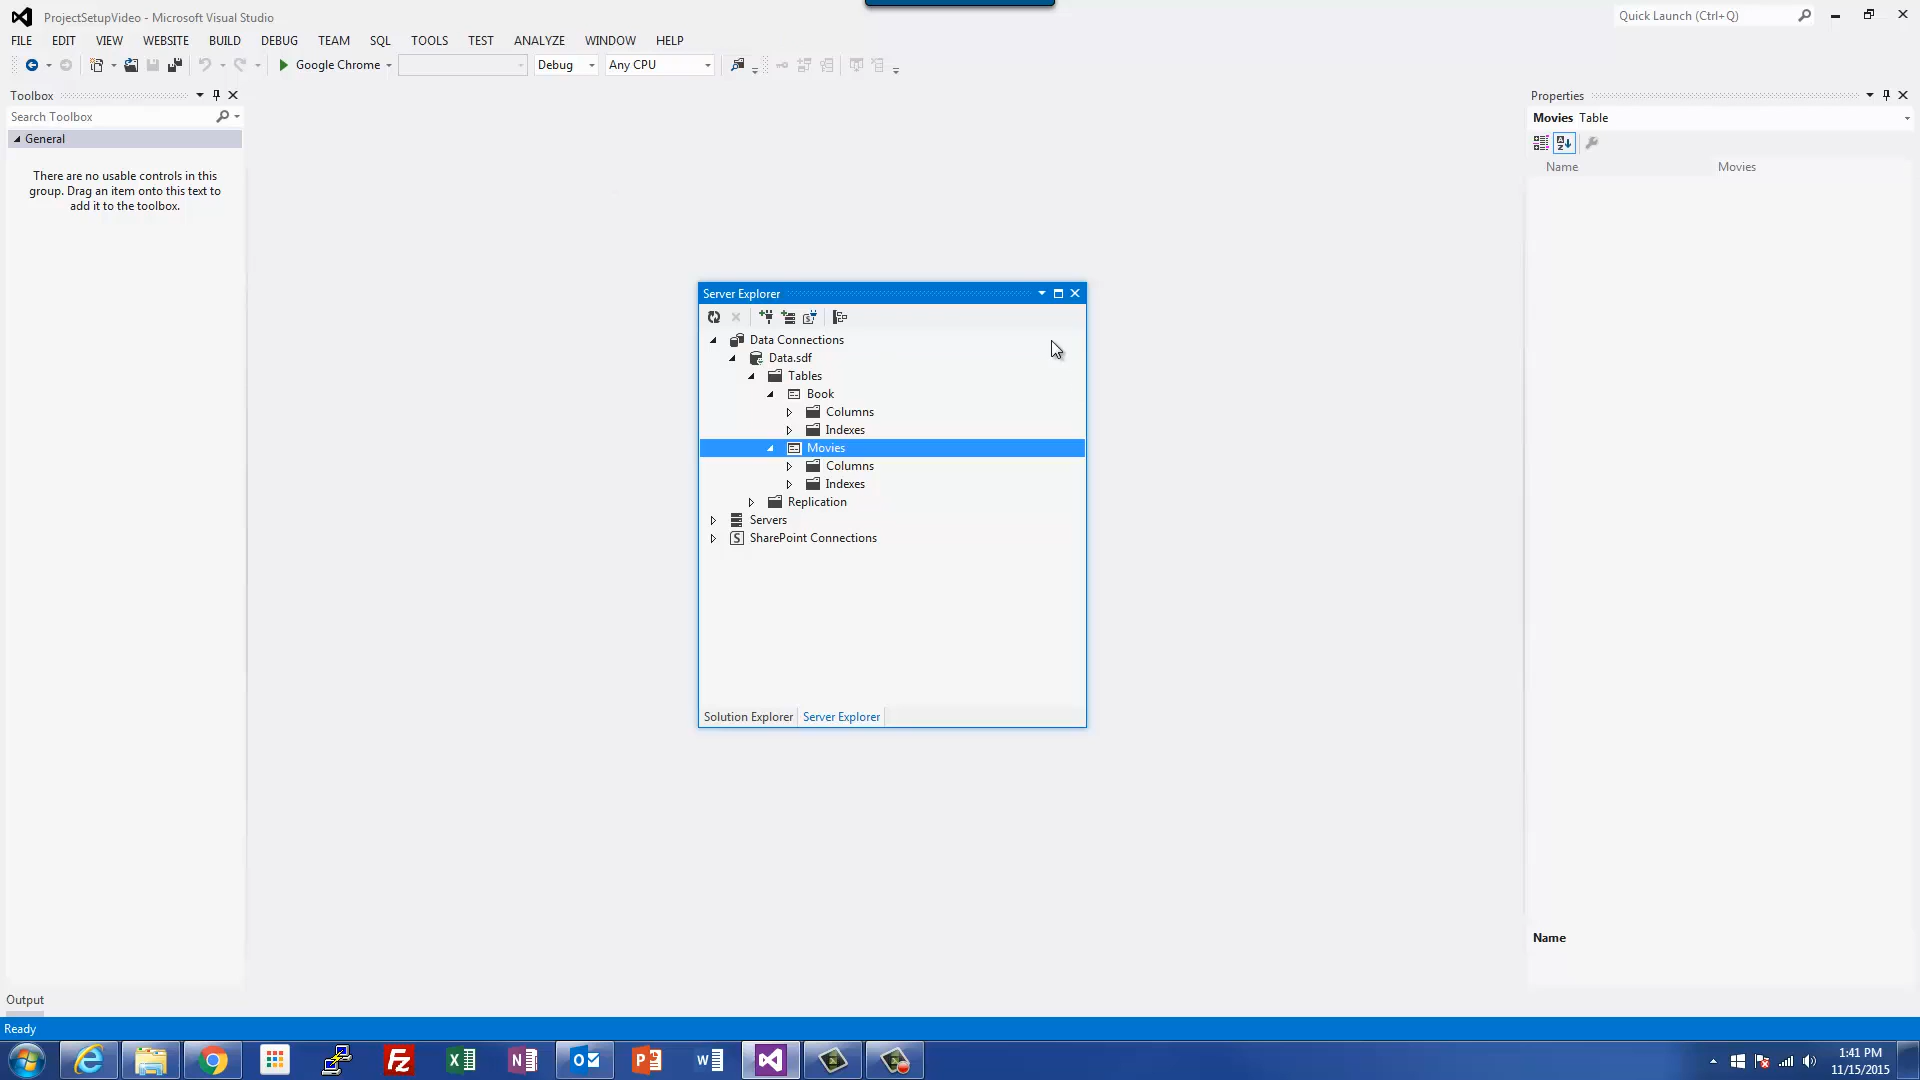 ProjectSetupVideo - Microsoft Visual Studio
Quick Launch (Ctrl+Q)
FILE EDIT VIEW WEBSITE BUILD DEBUG TEAM SQL TOOLS TEST ANALYZE WINDOW HELP
Google Chrome Debug Any CPU
Toolbox
Search Toolbox
General
There are no usable controls in this
group. Drag an item onto this text to
add it to the toolbox.
Server Explorer
Data Connections
Data.sdf
Tables
Book
Columns
Indexes
Movies
Columns
Indexes
Replication
Servers
SharePoint Connections
Solution Explorer Server Explorer
Properties
Movies Table
Name Movies
Name
Output
Ready
1:41 PM
11/15/2015